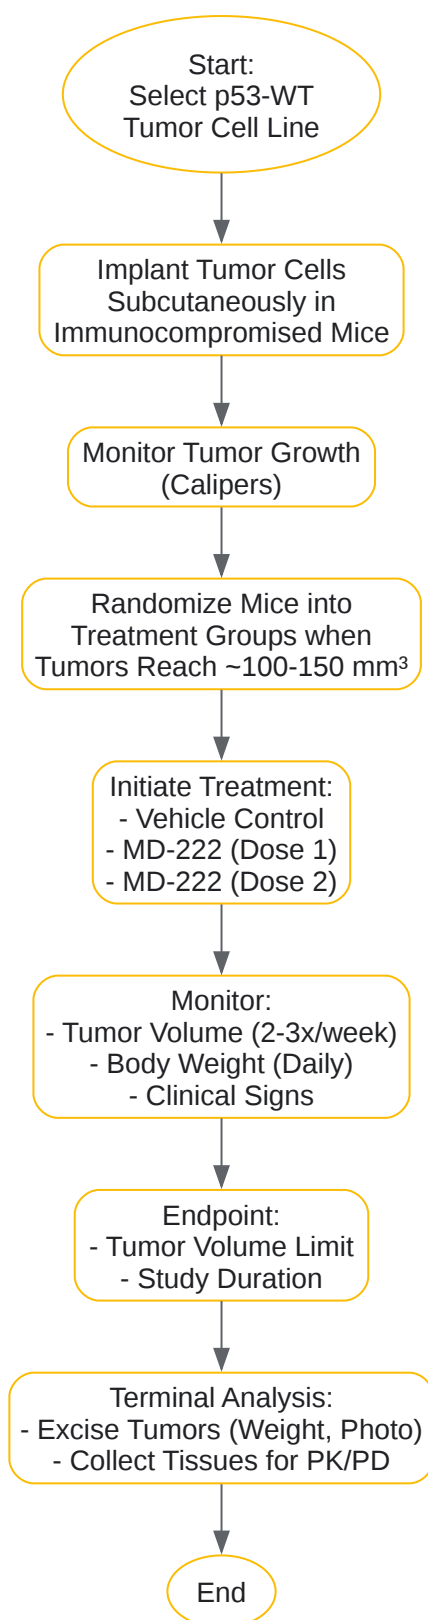 Start:
Select p53-WT
Tumor Cell Line
Implant Tumor Cells
Subcutaneously in
Immunocompromised Mice
Monitor Tumor Growth
(Calipers)
Randomize Mice into
Treatment Groups when
Tumors Reach ~100-150 mm³
Initiate Treatment:
- Vehicle Control
- MD-222 (Dose 1)
- MD-222 (Dose 2)
Monitor:
- Tumor Volume (2-3x/week)
- Body Weight (Daily)
- Clinical Signs
Endpoint:
- Tumor Volume Limit
- Study Duration
Terminal Analysis:
- Excise Tumors (Weight, Photo)
- Collect Tissues for PK/PD
End